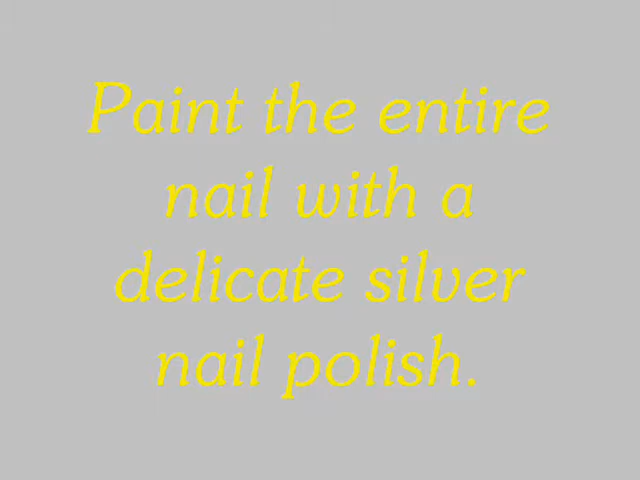 Paint the entire
nail with a
delicate silver
nail polish.